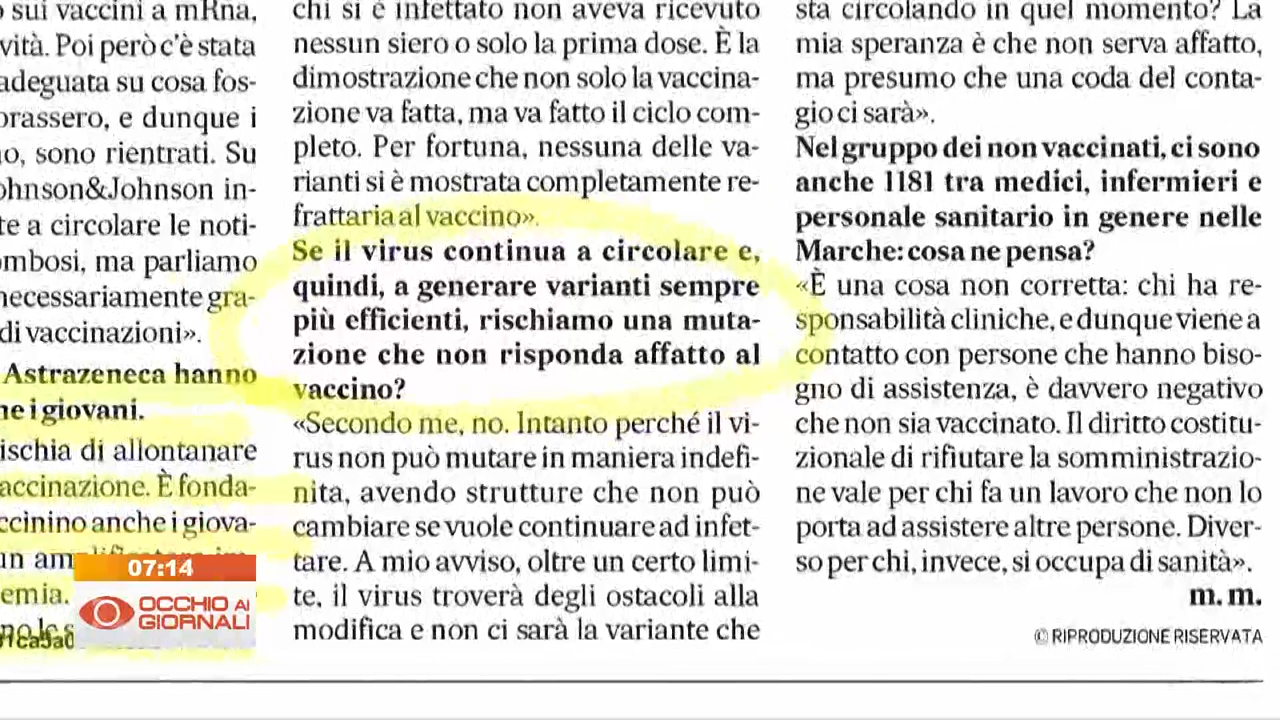 sui vaccini a mRna,
vità. Poi però c'è stata
adeguata su cosa fos-
e dunque i
sono rientrati. Su
in-
te a circolare le noti-
ma parliamo
necessariamente gra-
di vaccinazioni».
Astrazeneca hanno
i giovani.
di allontanare
È fonda-
anche i giova-
un
emia.
chi si è infettato non aveva ricevuto
nessun siero o solo la prima dose. È la
dimostrazione che non solo la vaccina-
zione va fatta, ma va fatto il ciclo com-
pleto. Per fortuna, nessuna delle va-
rianti si è mostrata completamente re-
frattaria al vaccino».
Se il virus continua a circolare e,
quindi, a generare varianti sempre
più efficienti, rischiamo una muta-
zione che non risponda affatto al
vaccino?
«Secondo me, no. Intanto perché il vi-
rus non può mutare in maniera indefi-
nita, avendo strutture che non può
cambiare se vuole continuare ad infet-
tare. A mio avviso, oltre un certo limi-
te, il virus troverà degli ostacoli alla
modifica e non ci sarà la variante che
sta circolando in quel momento? La
mia speranza è che non serva affatto,
ma presumo che una coda del conta-
gio ci sarà».
Nel gruppo dei non vaccinati, ci sono
anche 1181 tra medici, infermieri e
personale sanitario in genere nelle
Marche: cosa ne pensa?
«È una cosa non corretta: chi ha re-
sponsabilità cliniche, e dunque viene a
contatto con persone che hanno biso-
gno di assistenza, è davvero negativo
che non sia vaccinato. Il diritto costitu-
zionale di rifiutare la somministrazio-
ne vale per chi fa un lavoro che non lo
porta ad assistere altre persone. Diver-
so per chi, invece, si occupa di sanità».
m. m.
© RIPRODUZIONE RISERVATA
07:14
OCCHIO AI
GIORNALI